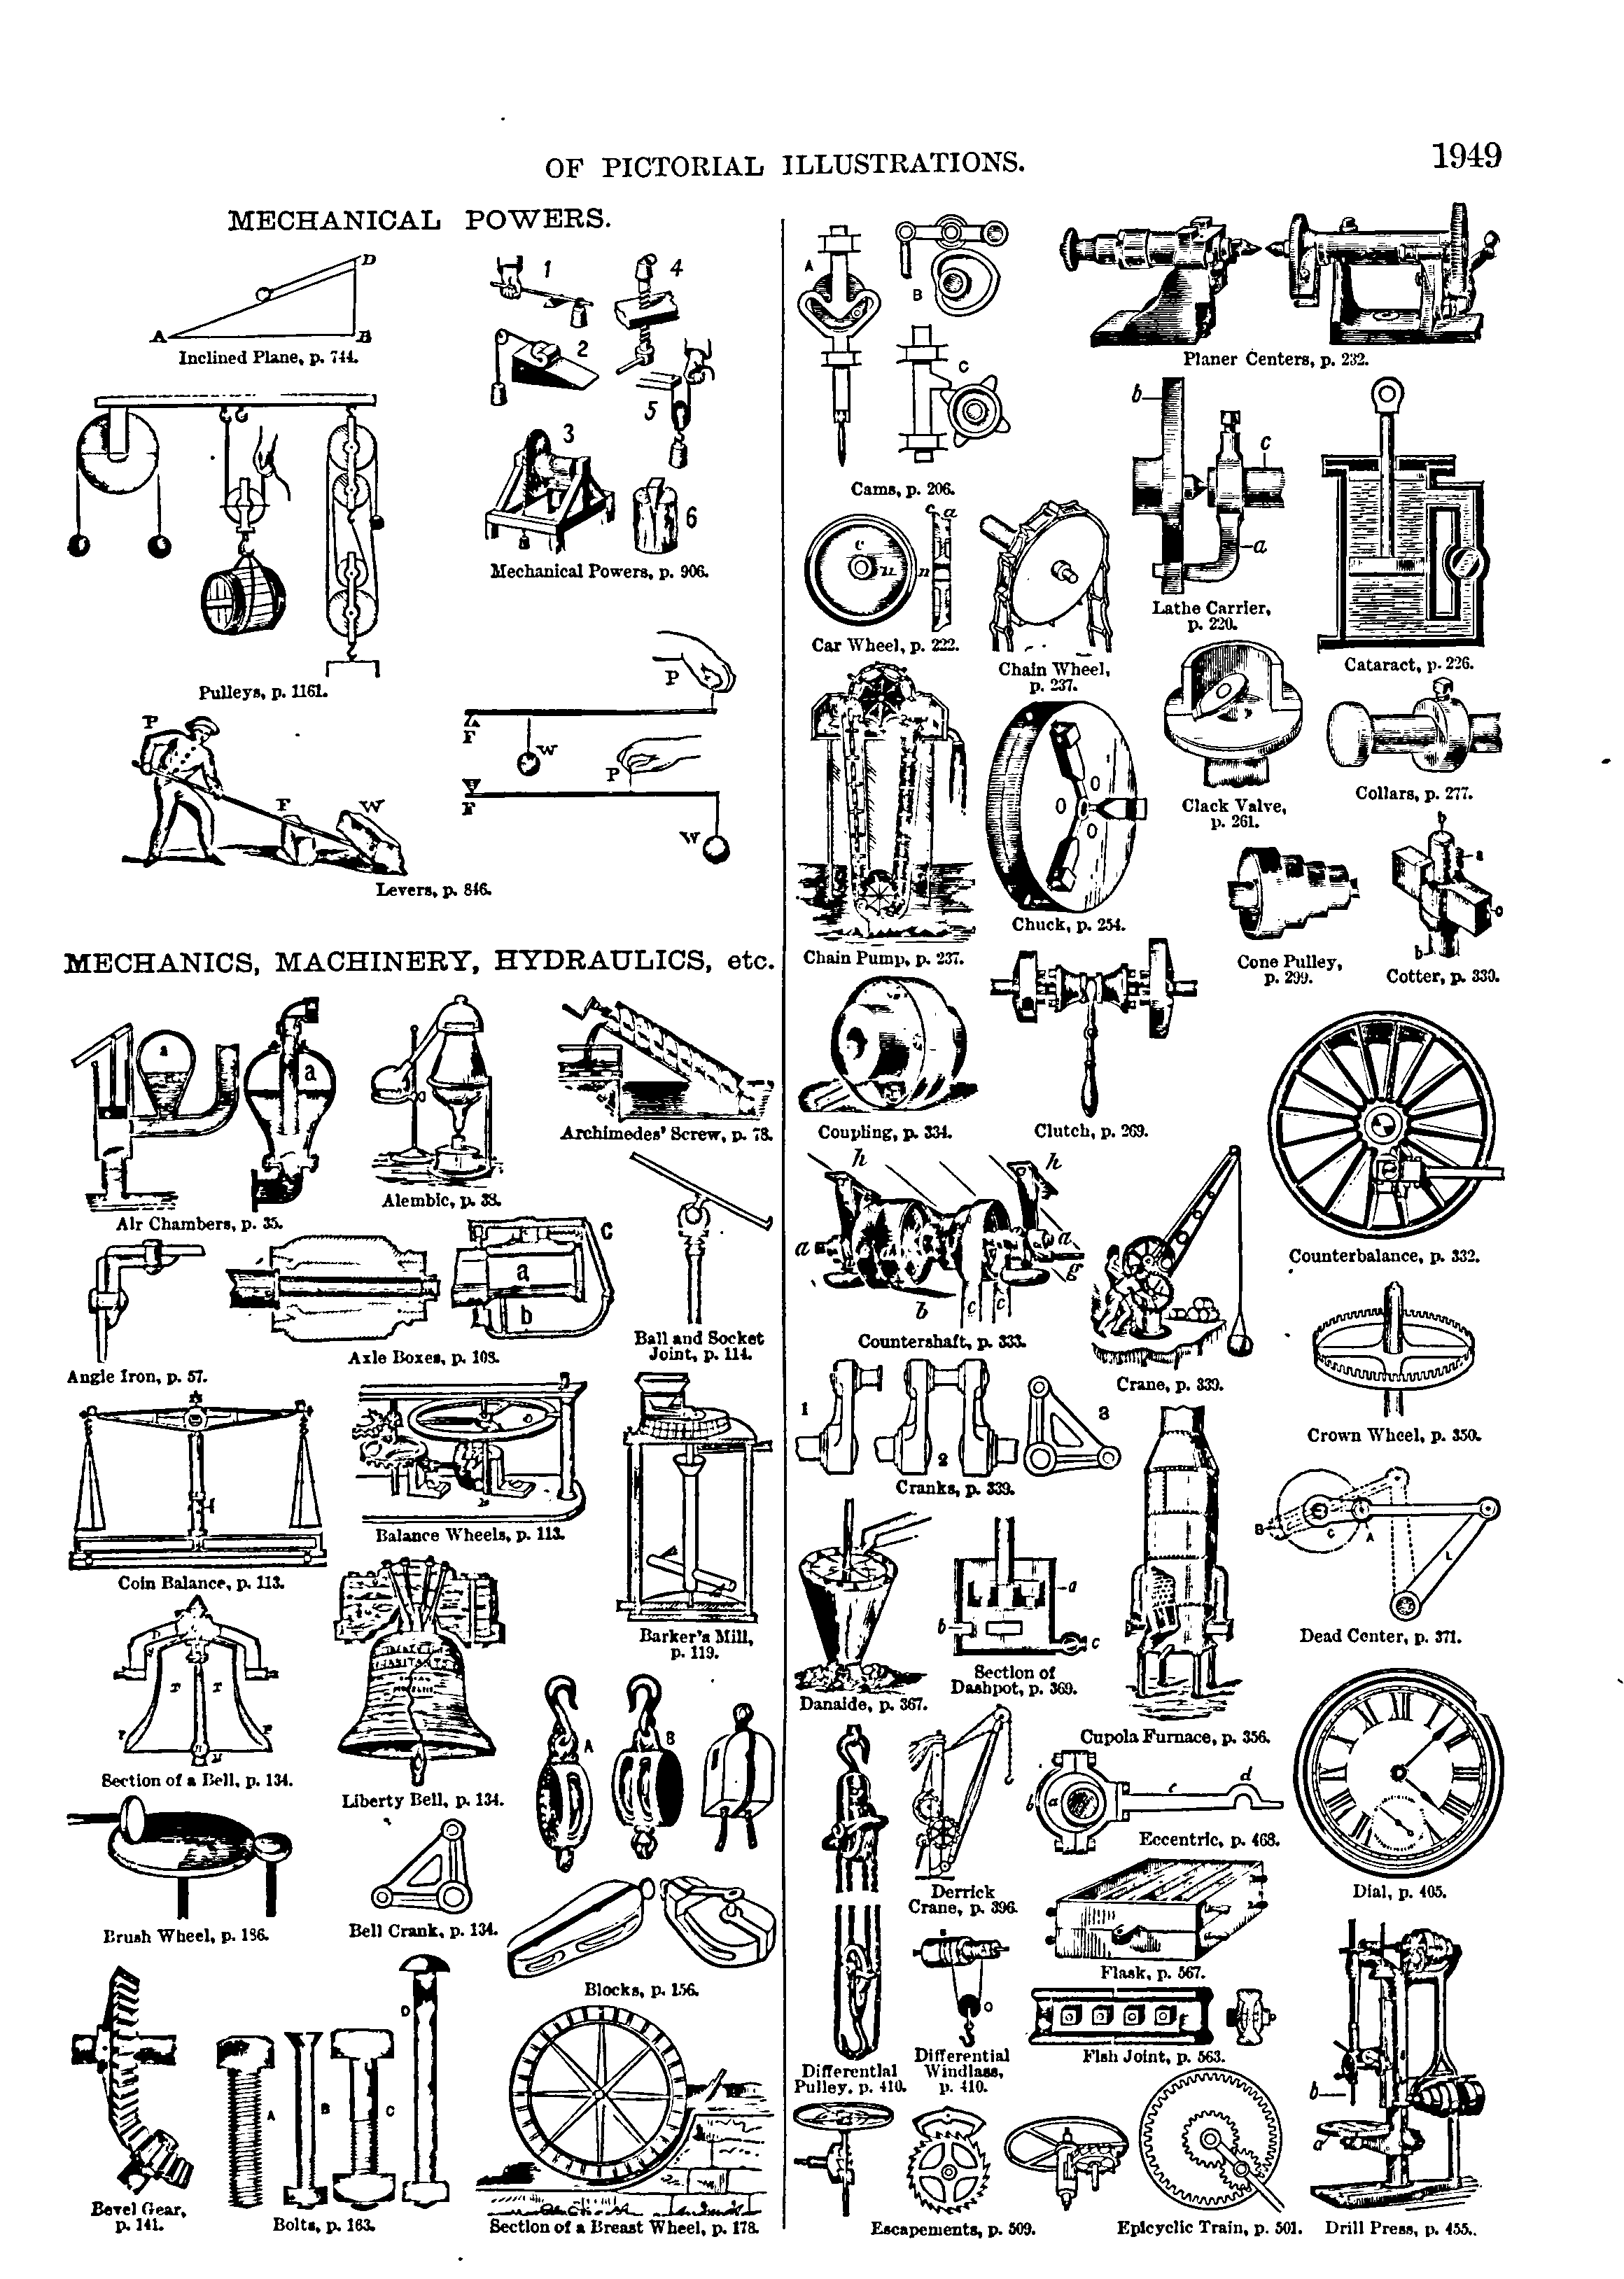 OF PICTORIAL ILLUSTRATIONS.
1949
MECHANICAL POWERS.
D
A
B
Inclined Plane, p. 744.
1
4
2
5
3
6
Mechanical Powers, p. 906.
Pulleys, p. 1161.
P
F
W
P
F
W
P
F
W
Levers, p. 846.
MECHANICS, MACHINERY, HYDRAULICS, etc.
a
a
Air Chambers, p. 35.
Alembic, p. 38.
Archimedes' Screw, p. 78.
Angle Iron, p. 57.
a
b
C
Axle Boxes, p. 108.
Ball and Socket
Joint, p. 114.
Coin Balance, p. 113.
Balance Wheels, p. 113.
Barker's Mill,
p. 119.
Section of a Bell, p. 134.
Liberty Bell, p. 134.
A
B
Brush Wheel, p. 186.
Bell Crank, p. 134.
Blocks, p. 156.
Bevel Gear,
p. 141.
A
B
C
D
Bolts, p. 163.
Section of a Breast Wheel, p. 178.
A
B
C
Cams, p. 206.
Planer Centers, p. 232.
b
c
a
Lathe Carrier,
p. 220.
Cataract, p. 226.
c a
c
n
n
Car Wheel, p. 222.
Chain Wheel,
p. 237.
Clack Valve,
p. 261.
Collars, p. 277.
Chain Pump, p. 237.
Chuck, p. 254.
Cone Pulley,
p. 299.
b
Cotter, p. 330.
Coupling, p. 334.
Clutch, p. 269.
Counterbalance, p. 332.
h
h
a
a
g
b
c
c
Countershaft, p. 333.
Crane, p. 339.
Crown Wheel, p. 350.
1
2
3
Cranks, p. 339.
Danaide, p. 367.
a
b
c
Section of
Dashpot, p. 369.
Cupola Furnace, p. 356.
B
C
A
L
Dead Center, p. 371.
Differential
Pulley, p. 410.
Derrick
Crane, p. 396.
b
a
c
d
Eccentric, p. 468.
Dial, p. 405.
Flask, p. 567.
Differential
Windlass,
p. 410.
Fish Joint, p. 563.
Escapements, p. 509.
Epicyclic Train, p. 501.
b
a
Drill Press, p. 455.